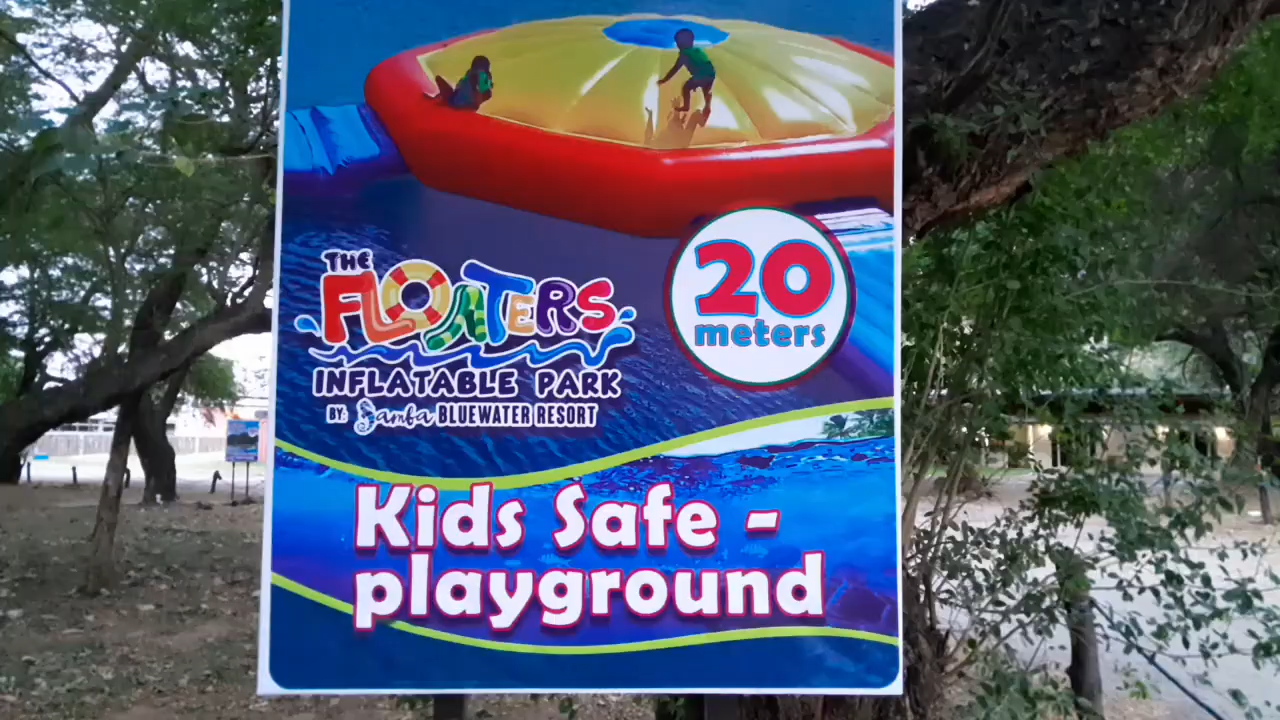 THE
FLOATERS
INFLATABLE PARK
BY: Samba BLUEWATER RESORT
20
meters
Kids Safe -
playground